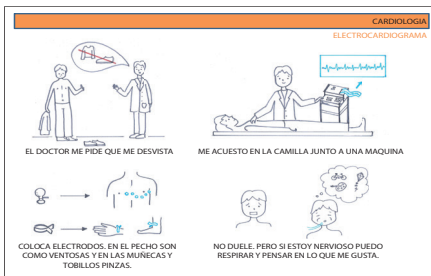 CARDIOLOGIA
ELECTROCARDIOGRAMA
EL DOCTOR ME PIDE QUE ME DESVISTA
ME ACUESTO EN LA CAMILLA JUNTO A UNA MAQUINA
COLOCA ELECTRODOS. EN EL PECHO SON
COMO VENTOSAS Y EN LAS MUÑECAS Y
TOBILLOS PINZAS.
NO DUELE. PERO SI ESTOY NERVIOSO PUEDO
RESPIRAR Y PENSAR EN LO QUE ME GUSTA.